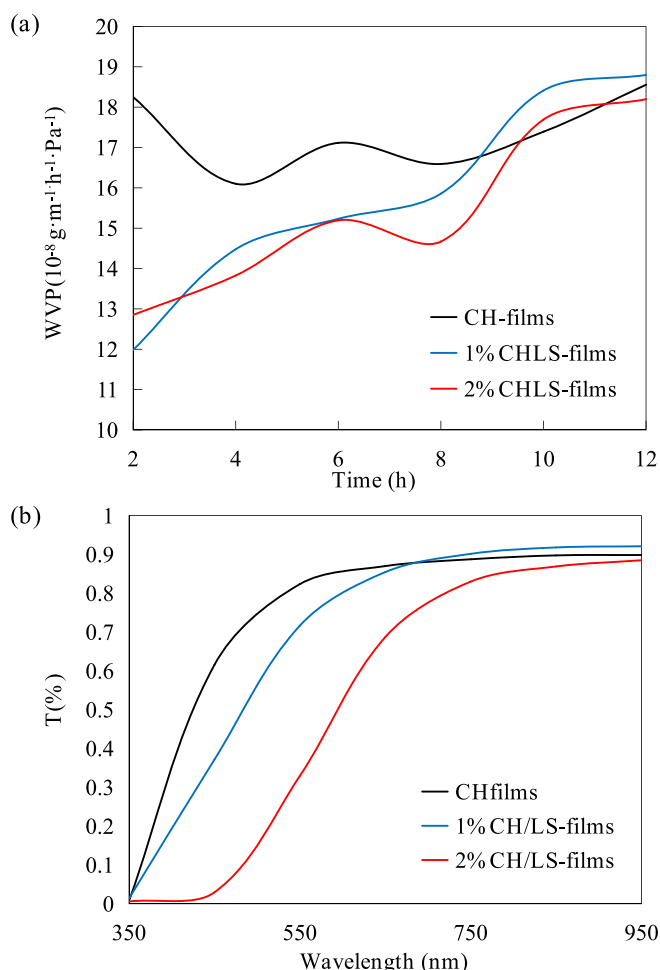 (a)
20
19
18
17
16
15
14
13
12
11
10
WVP(10⁻⁸ g·m⁻¹·h⁻¹·Pa⁻¹)
CH-films
1% CHLS-films
2% CHLS-films
2 4 6 8 10 12
Time (h)
(b)
1
0.9
0.8
0.7
0.6
0.5
0.4
0.3
0.2
0.1
0
T(%)
CHfilms
1% CH/LS-films
2% CH/LS-films
350 550 750 950
Wavelength (nm)